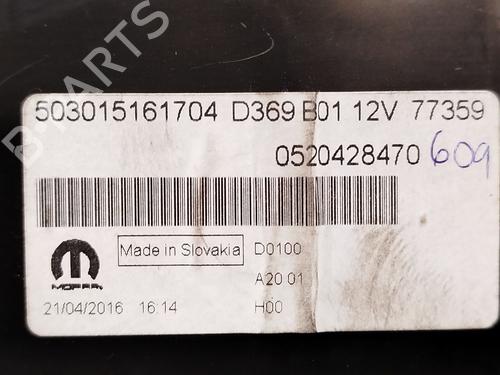 B-PARTS
503015161704 D369 B01 12V 77359
0520428470 609
MOPAR
Made in Slovakia
D0100
A20 01
21/04/2016 16:14
H00